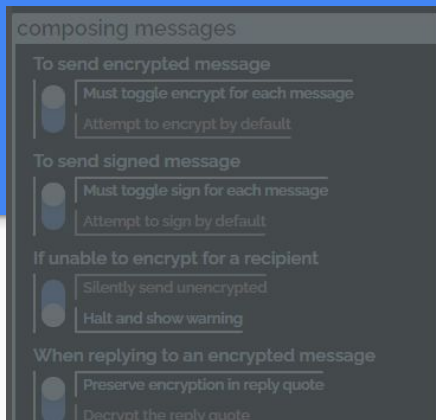 composing messages
To send encrypted message
Must toggle encrypt for each message
Attempt to encrypt by default
To send signed message
Must toggle sign for each message
Attempt to sign by default
If unable to encrypt for a recipient
Silently send unencrypted
Halt and show warning
When replying to an encrypted message
Preserve encryption in reply quote
Decrypt the reply quote